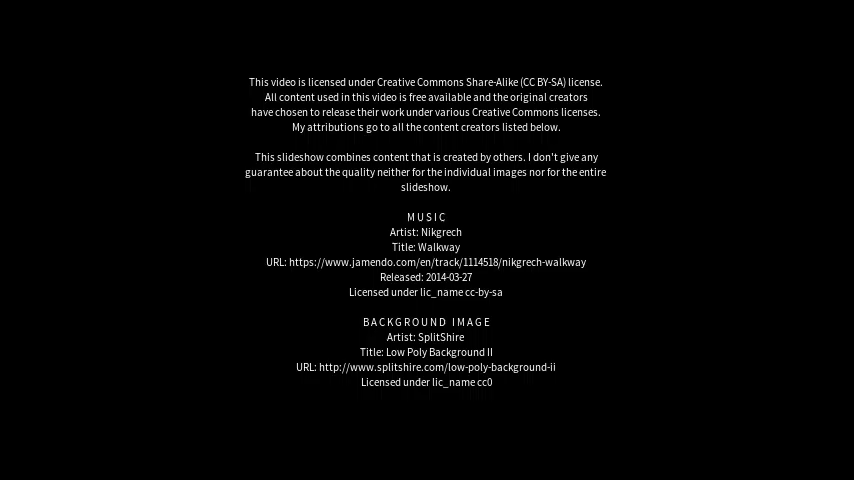 This video is licensed under Creative Commons Share-Alike (CC BY-SA) license.
All content used in this video is free available and the original creators
have chosen to release their work under various Creative Commons licenses.
My attributions go to all the content creators listed below.
This slideshow combines content that is created by others. I don't give any
guarantee about the quality neither for the individual images nor for the entire
slideshow.
MUSIC
Artist: Nikgrech
Title: Walkway
URL: https://www.jamendo.com/en/track/1114518/nikgrech-walkway
Released: 2014-03-27
Licensed under lic_name cc-by-sa
BACKGROUND IMAGE
Artist: SplitShire
Title: Low Poly Background II
URL: http://www.splitshire.com/low-poly-background-ii
Licensed under lic_name cc0